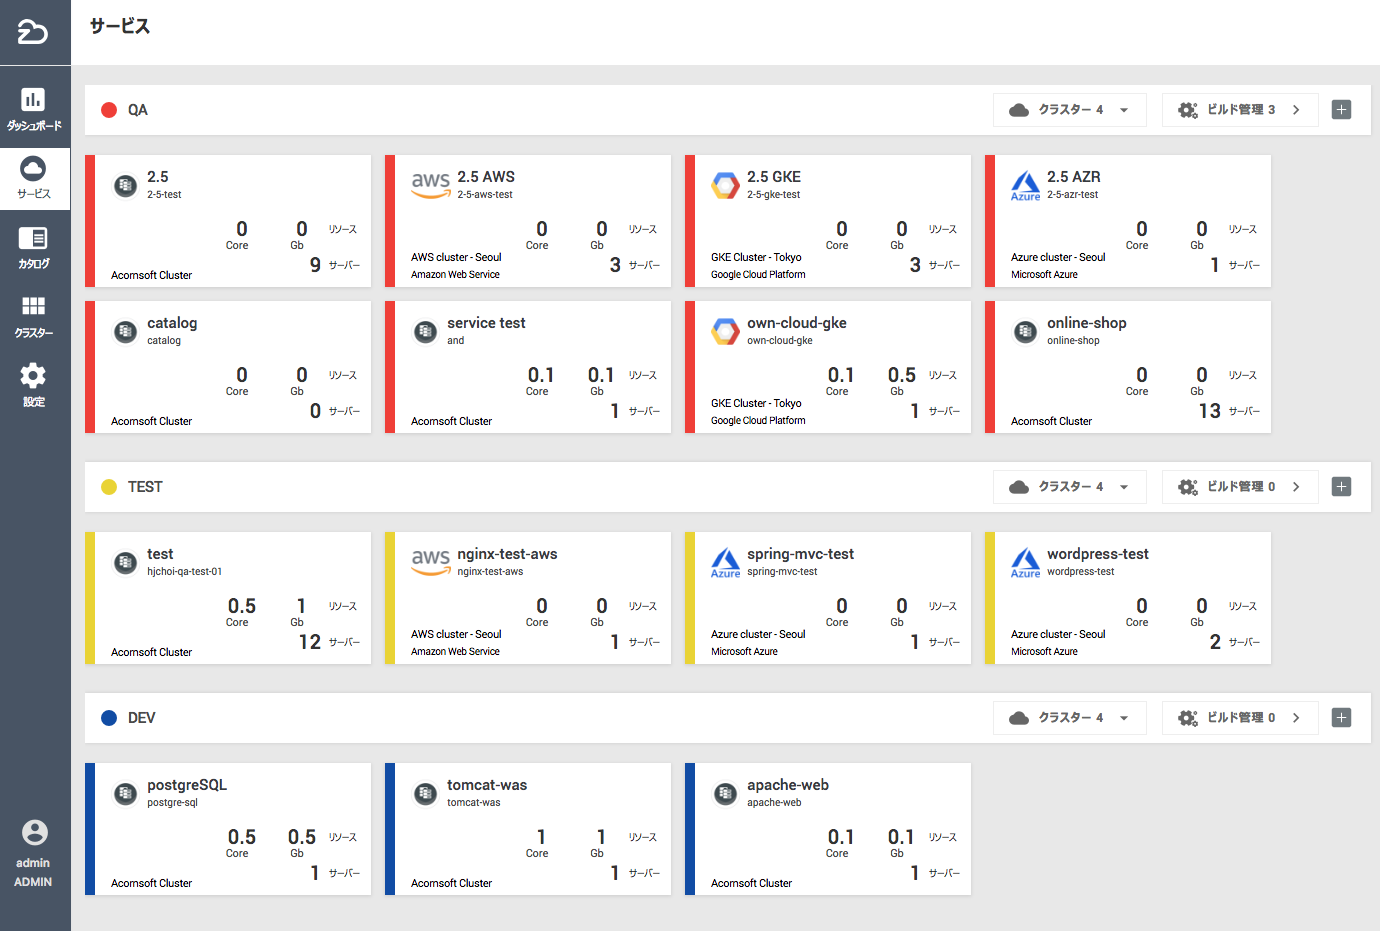 サービス
ダッシュボード
サービス
カタログ
クラスター
設定
admin
ADMIN
QA
クラスター 4
ビルド管理 3
2.5
2-5-test
0 0 リソース
Core Gb
9 サーバー
Acornsoft Cluster
aws
2.5 AWS
2-5-aws-test
0 0 リソース
Core Gb
AWS cluster - Seoul
3 サーバー
Amazon Web Service
2.5 GKE
2-5-gke-test
0 0 リソース
Core Gb
GKE Cluster - Tokyo
3 サーバー
Google Cloud Platform
Azure
2.5 AZR
2-5-azr-test
0 0 リソース
Core Gb
Azure cluster - Seoul
1 サーバー
Microsoft Azure
catalog
catalog
0 0 リソース
Core Gb
0 サーバー
Acornsoft Cluster
service test
and
0.1 0.1 リソース
Core Gb
1 サーバー
Acornsoft Cluster
own-cloud-gke
own-cloud-gke
0.1 0.5 リソース
Core Gb
GKE Cluster - Tokyo
1 サーバー
Google Cloud Platform
online-shop
online-shop
0 0 リソース
Core Gb
13 サーバー
Acornsoft Cluster
TEST
クラスター 4
ビルド管理 0
test
hjchoi-qa-test-01
0.5 1 リソース
Core Gb
12 サーバー
Acornsoft Cluster
aws
nginx-test-aws
nginx-test-aws
0 0 リソース
Core Gb
AWS cluster - Seoul
1 サーバー
Amazon Web Service
Azure
spring-mvc-test
spring-mvc-test
0 0 リソース
Core Gb
Azure cluster - Seoul
1 サーバー
Microsoft Azure
Azure
wordpress-test
wordpress-test
0 0 リソース
Core Gb
Azure cluster - Seoul
2 サーバー
Microsoft Azure
DEV
クラスター 4
ビルド管理 0
postgreSQL
postgre-sql
0.5 0.5 リソース
Core Gb
1 サーバー
Acornsoft Cluster
tomcat-was
tomcat-was
1 1 リソース
Core Gb
1 サーバー
Acornsoft Cluster
apache-web
apache-web
0.1 0.1 リソース
Core Gb
1 サーバー
Acornsoft Cluster